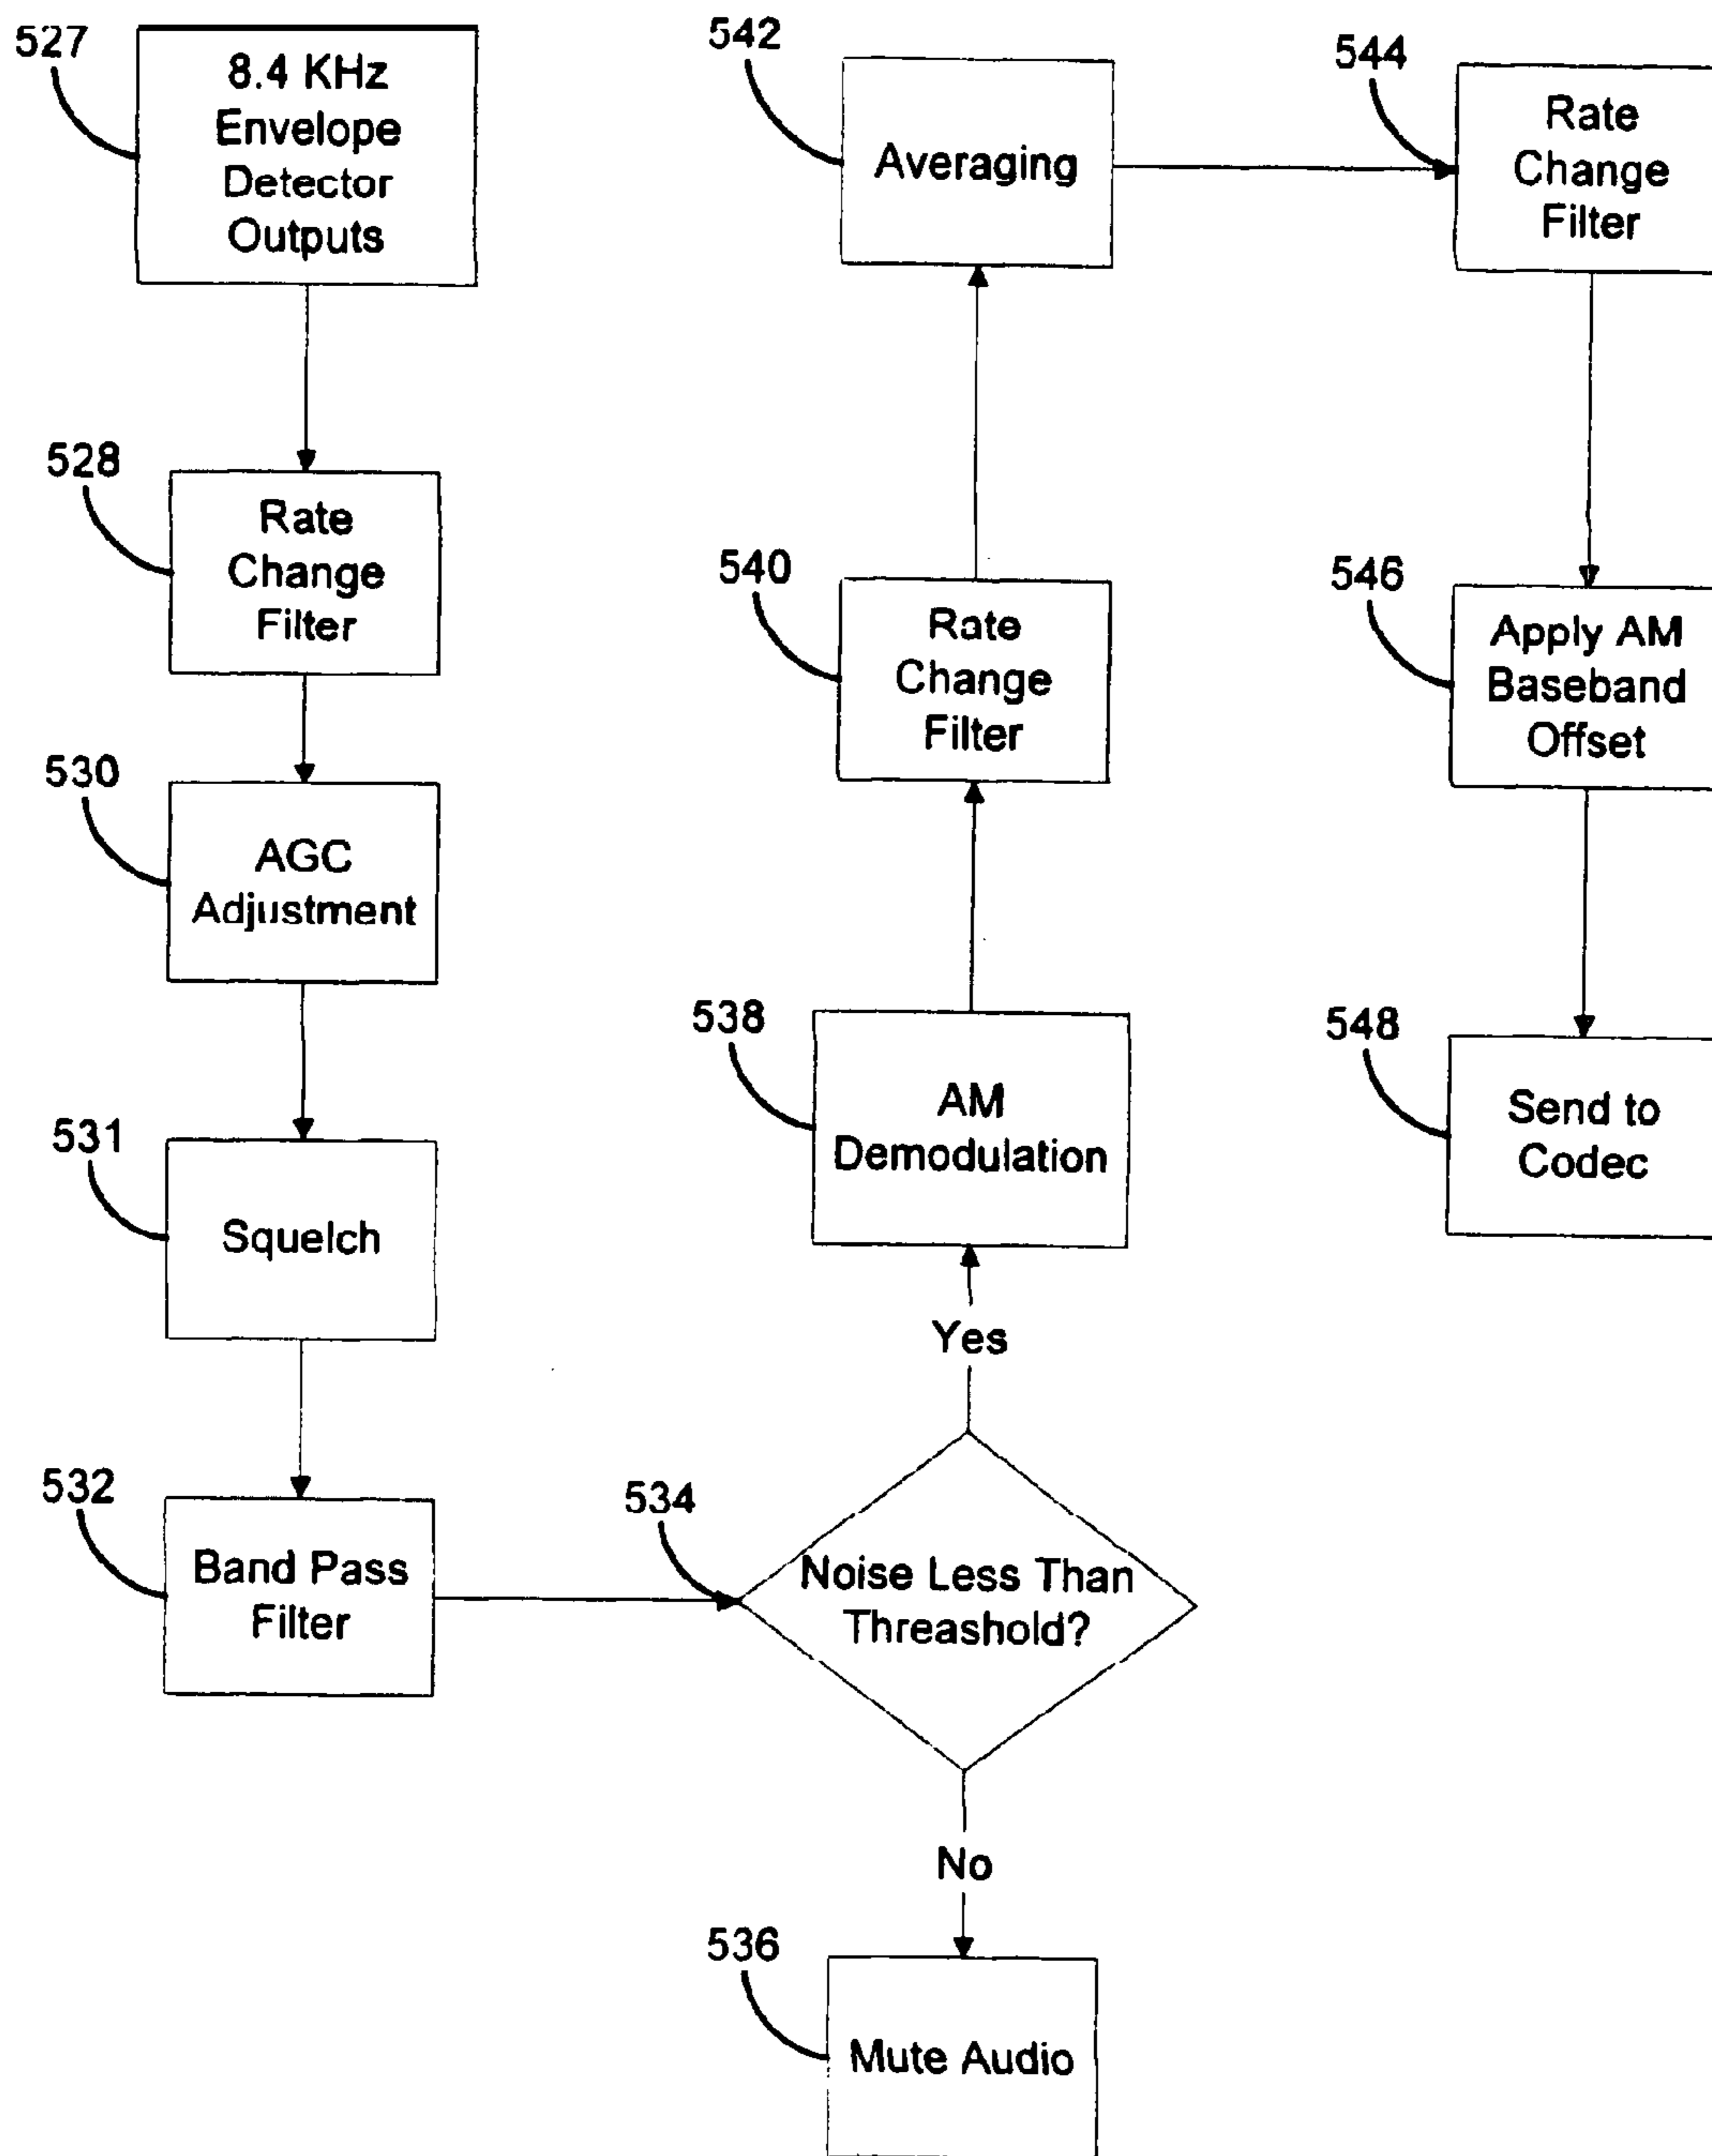 527
8.4 KHz
Envelope
Detector
Outputs
528
Rate
Change
Filter
530
AGC
Adjustment
531
Squelch
532
Band Pass
Filter
534
Noise Less Than
Threashold?
Yes
No
536
Mute Audio
538
AM
Demodulation
540
Rate
Change
Filter
542
Averaging
544
Rate
Change
Filter
546
Apply AM
Baseband
Offset
548
Send to
Codec